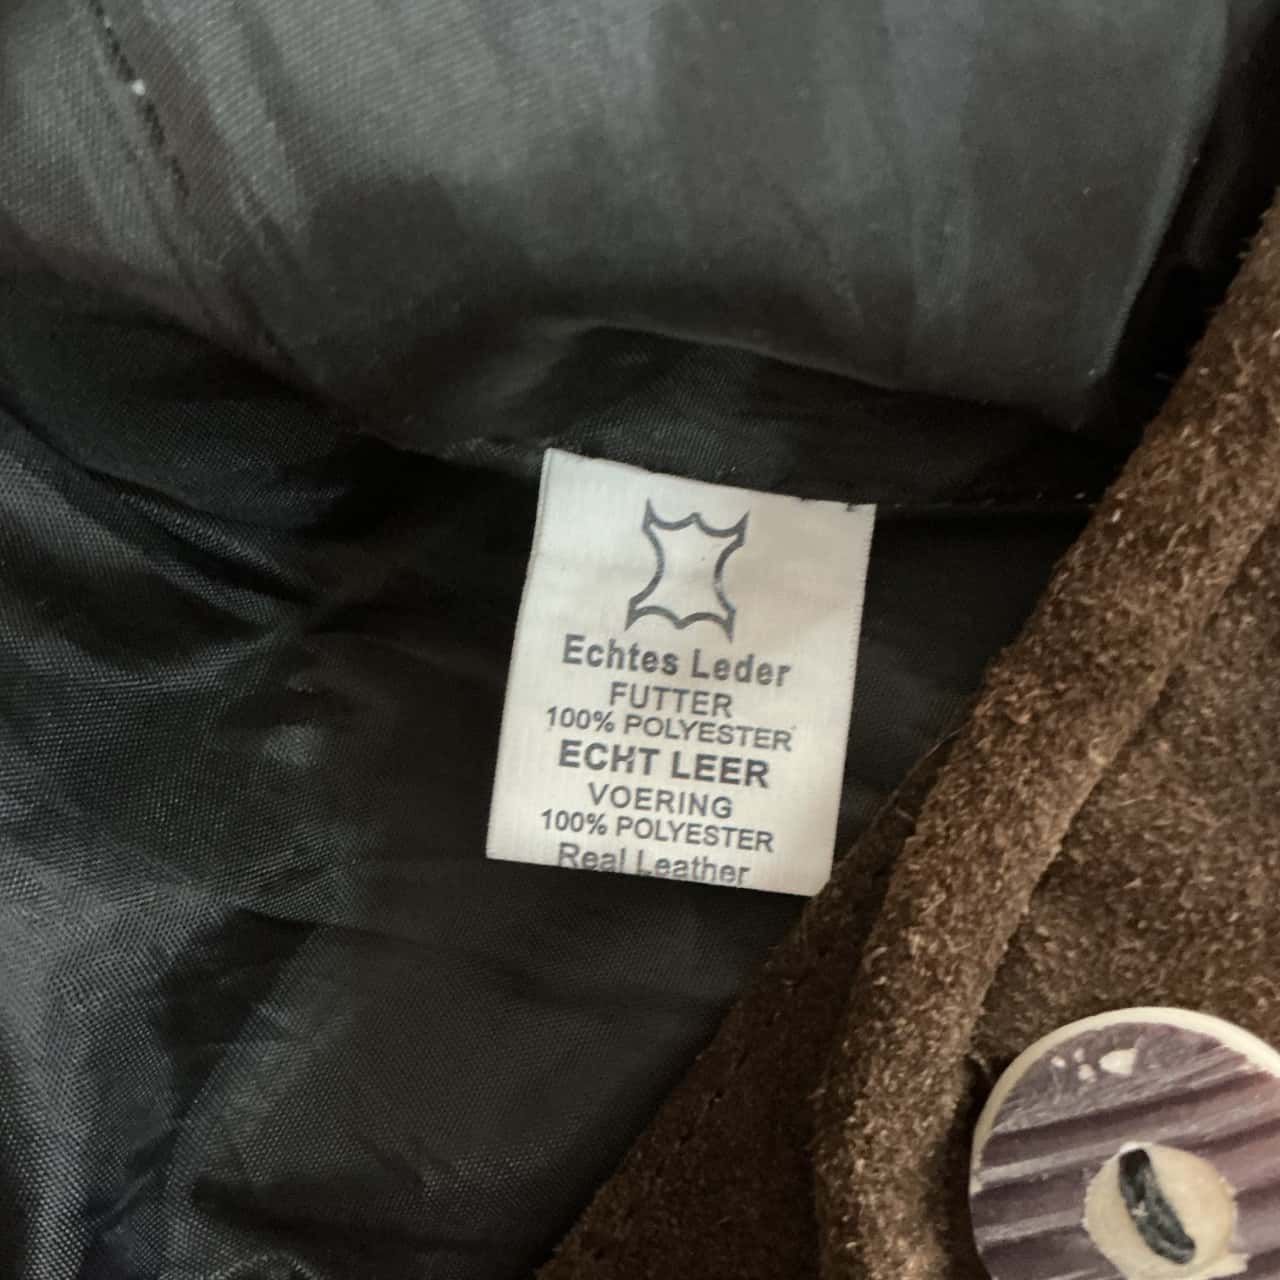 Echtes Leder
FUTTER
100% POLYESTER
ECHT LEER
VOERING
100% POLYESTER
Real Leather